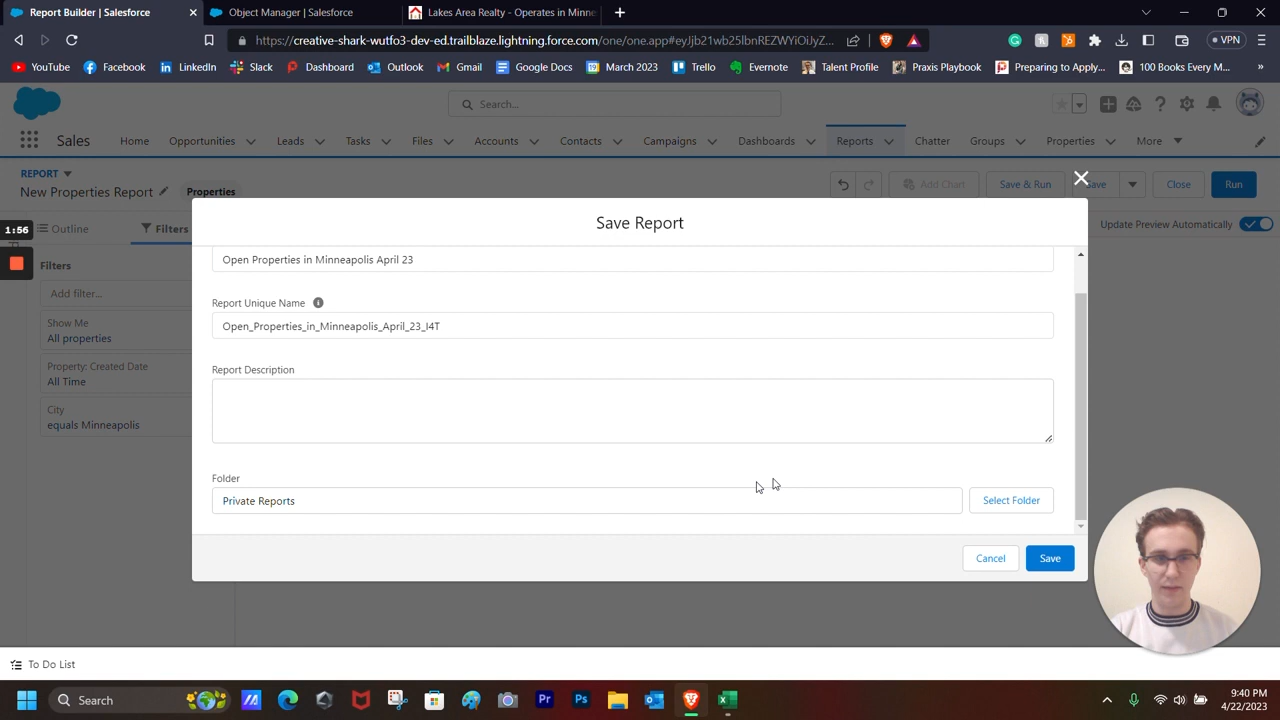 Report Builder | Salesforce
Object Manager | Salesforce
Lakes Area Realty - Operates in Minne
https://creative-shark-wutfo3-dev-ed.trailblaze.lightning.force.com/one/one.app#eyJjb21wb25lbnREZWYiOiJyZ...
VPN
YouTube
Facebook
LinkedIn
Slack
Dashboard
Outlook
Gmail
Google Docs
March 2023
Trello
Evernote
Talent Profile
Praxis Playbook
Preparing to Apply...
100 Books Every M...
Search...
Sales
Home
Opportunities
Leads
Tasks
Files
Accounts
Contacts
Campaigns
Dashboards
Reports
Chatter
Groups
Properties
More
REPORT
New Properties Report
Properties
Add Chart
Save & Run
Save
Close
Run
1:56
Outline
Filters
Update Preview Automatically
Filters
Add filter...
Show Me
All properties
Property: Created Date
All Time
City
equals Minneapolis
Save Report
Open Properties in Minneapolis April 23
Report Unique Name
Open_Properties_in_Minneapolis_April_23_I4T
Report Description
Folder
Private Reports
Select Folder
Cancel
Save
To Do List
Search
Pr
Ps
9:40 PM
4/22/2023